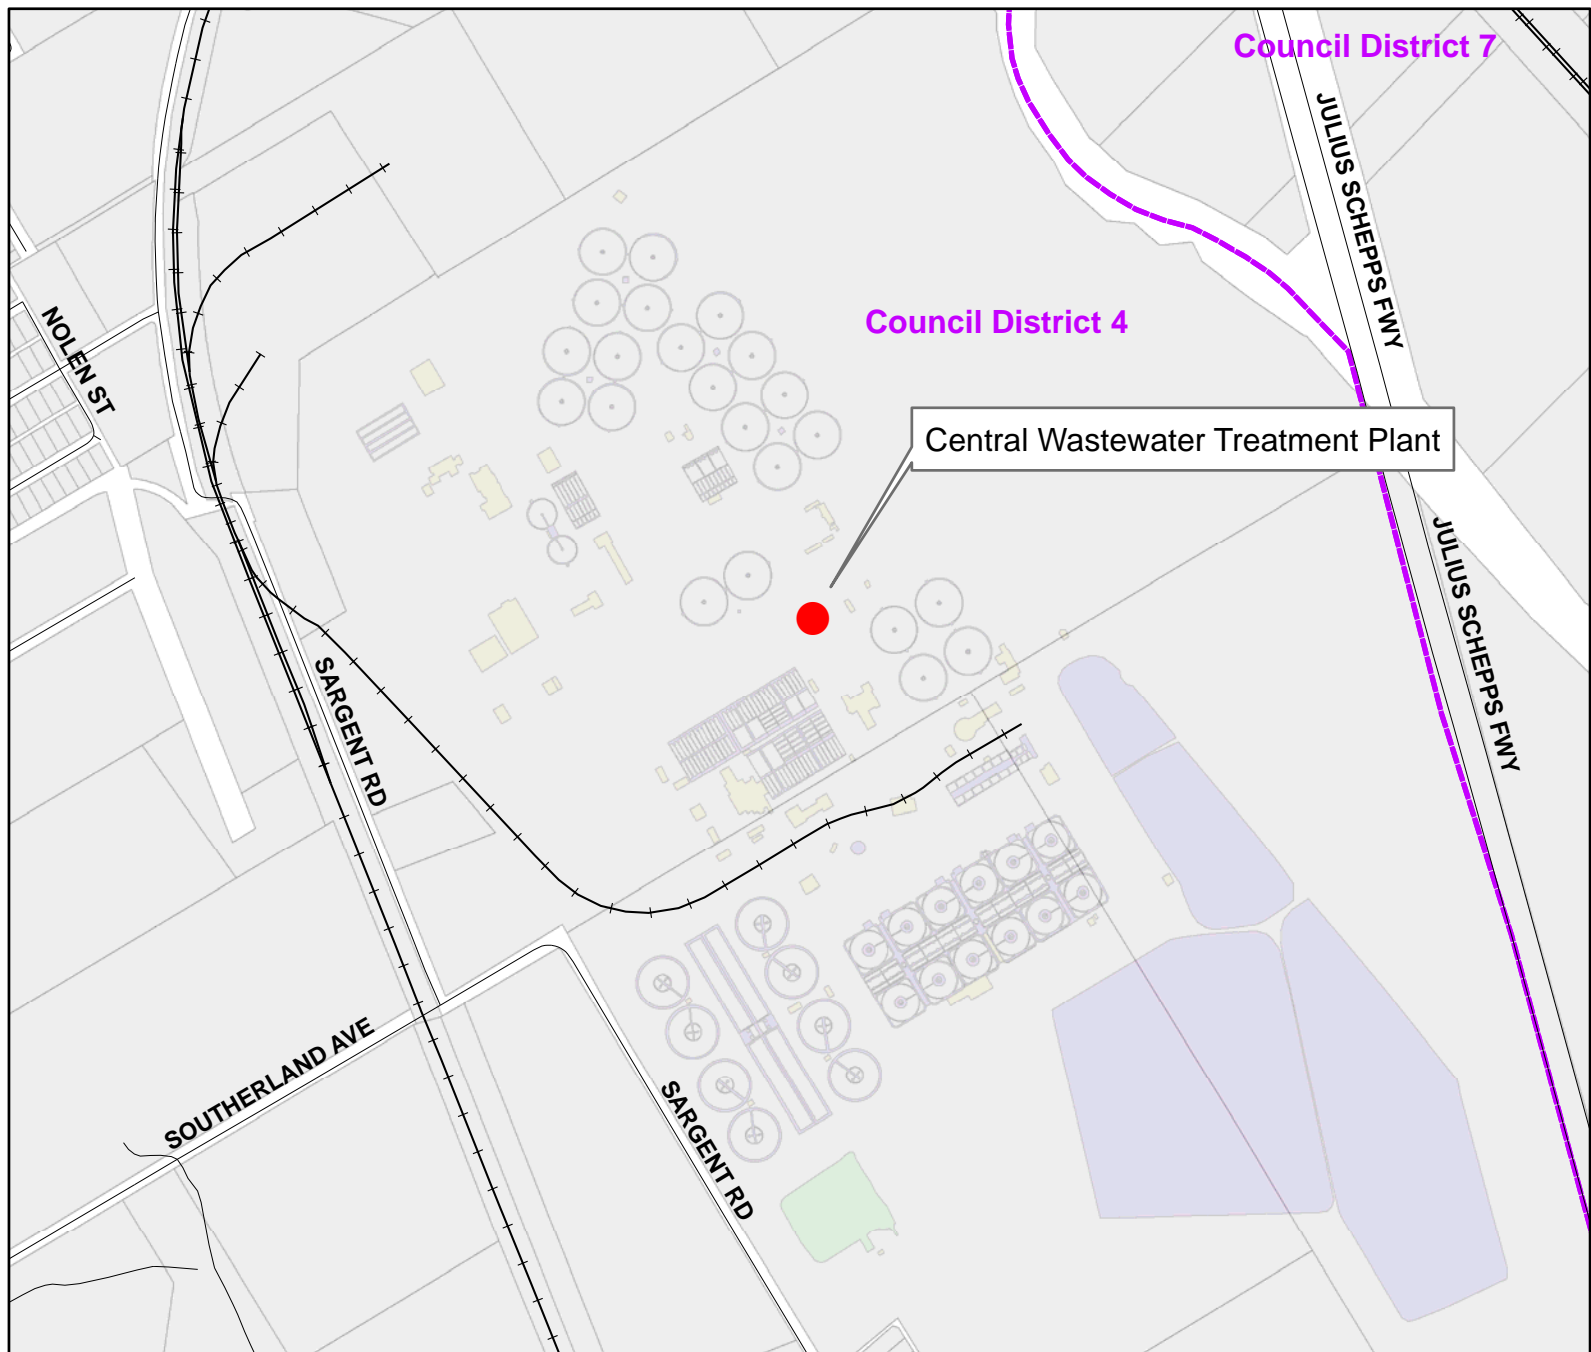 Council District 7
JULIUS SCHEPPS FWY
Council District 4
NOLEN ST
Central Wastewater Treatment Plant
JULIUS SCHEPPS FWY
SARGENT RD
SOUTHERLAND AVE
SARGENT RD